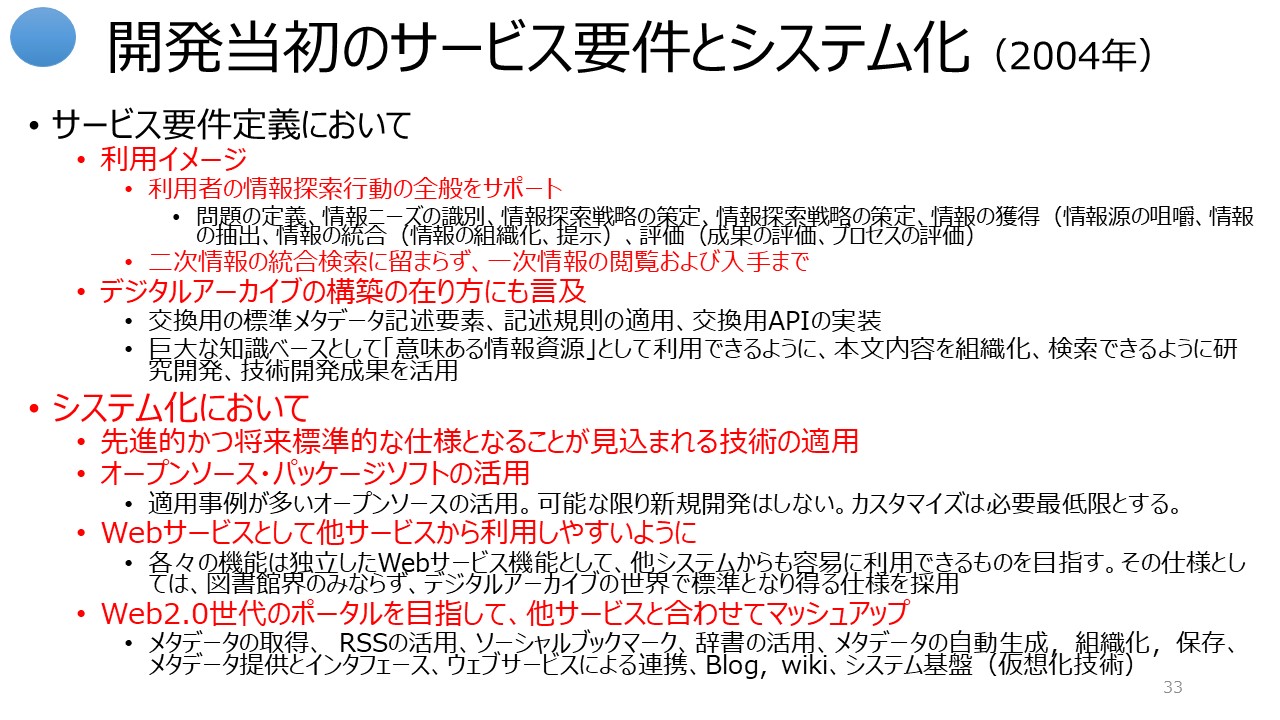 開発当初のサービス要件とシステム化（2004年）
• サービス要件定義において
• 利用イメージ
• 利用者の情報探索行動の全般をサポート
• 問題の定義、情報ニーズの識別、情報探索戦略の策定、情報探索戦略の策定、情報の獲得（情報源の咀嚼、情報
の抽出、情報の統合（情報の組織化、提示）、評価（成果の評価、プロセスの評価）
• 二次情報の統合検索に留まらず、一次情報の閲覧および入手まで
• デジタルアーカイブの構築の在り方にも言及
• 交換用の標準メタデータ記述要素、記述規則の適用、交換用APIの実装
• 巨大な知識ベースとして「意味ある情報資源」として利用できるように、本文内容を組織化、検索できるように研
究開発、技術開発成果を活用
• システム化において
• 先進的かつ将来標準的な仕様となることが見込まれる技術の適用
• オープンソース・パッケージソフトの活用
• 適用事例が多いオープンソースの活用。可能な限り新規開発はしない。カスタマイズは必要最低限とする。
• Webサービスとして他サービスから利用しやすいように
• 各々の機能は独立したWebサービス機能として、他システムからも容易に利用できるものを目指す。その仕様とし
ては、図書館界のみならず、デジタルアーカイブの世界で標準となり得る仕様を採用
• Web2.0世代のポータルを目指して、他サービスと合わせてマッシュアップ
• メタデータの取得、 RSSの活用、ソーシャルブックマーク、辞書の活用、メタデータの自動生成，組織化，保存、
メタデータ提供とインタフェース、ウェブサービスによる連携、Blog，wiki、システム基盤（仮想化技術）
33